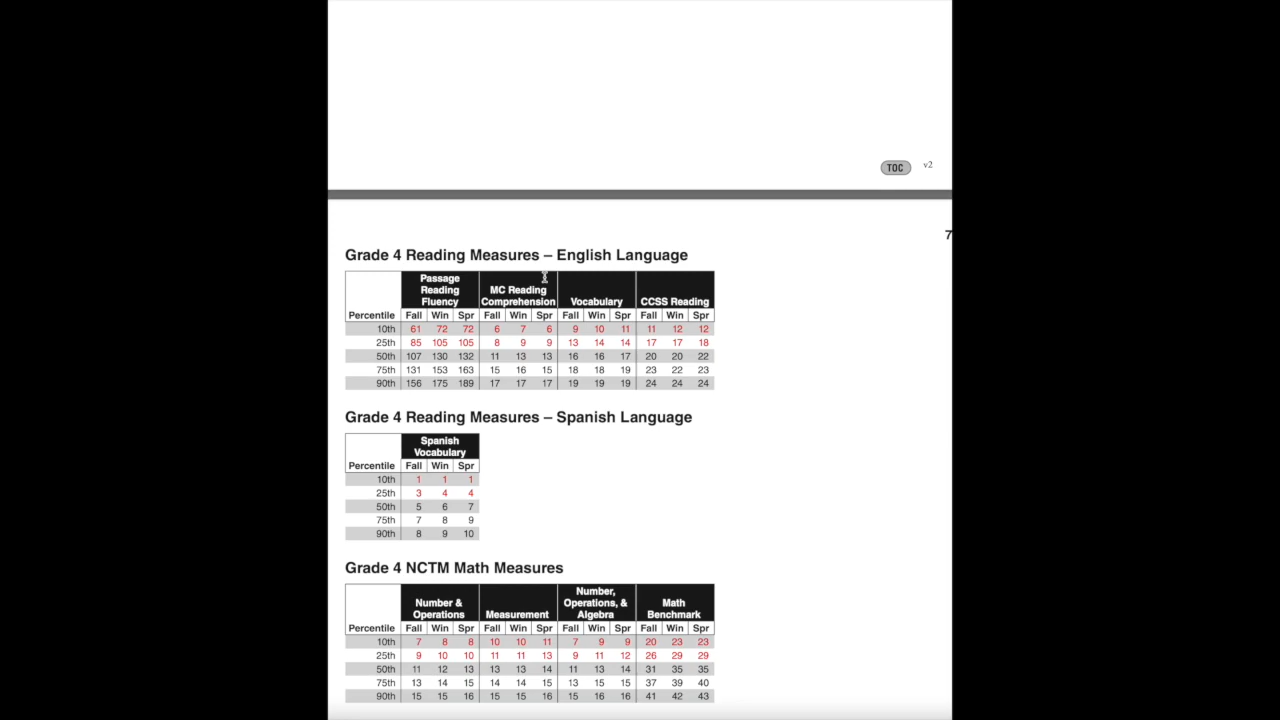 TOC v2
7
Grade 4 Reading Measures – English Language
Passage Reading Fluency MC Reading Comprehension Vocabulary CCSS Reading
Percentile Fall Win Spr Fall Win Spr Fall Win Spr Fall Win Spr
10th 61 72 72 6 7 6 9 10 11 11 12 12
25th 85 105 105 8 9 9 13 14 14 17 17 18
50th 107 130 132 11 13 13 16 16 17 20 20 22
75th 131 153 163 15 16 15 18 18 19 23 22 23
90th 156 175 189 17 17 17 19 19 19 24 24 24
Grade 4 Reading Measures – Spanish Language
Spanish Vocabulary
Percentile Fall Win Spr
10th 1 1 1
25th 3 4 4
50th 5 6 7
75th 7 8 9
90th 8 9 10
Grade 4 NCTM Math Measures
Number & Operations Measurement Number, Operations, & Algebra Math Benchmark
Percentile Fall Win Spr Fall Win Spr Fall Win Spr Fall Win Spr
10th 7 8 8 10 10 11 7 9 9 20 23 23
25th 9 10 10 11 11 13 9 11 12 26 29 29
50th 11 12 13 13 13 14 11 13 14 31 35 35
75th 13 14 15 14 14 15 13 15 15 37 39 40
90th 15 15 16 15 15 16 15 16 16 41 42 43